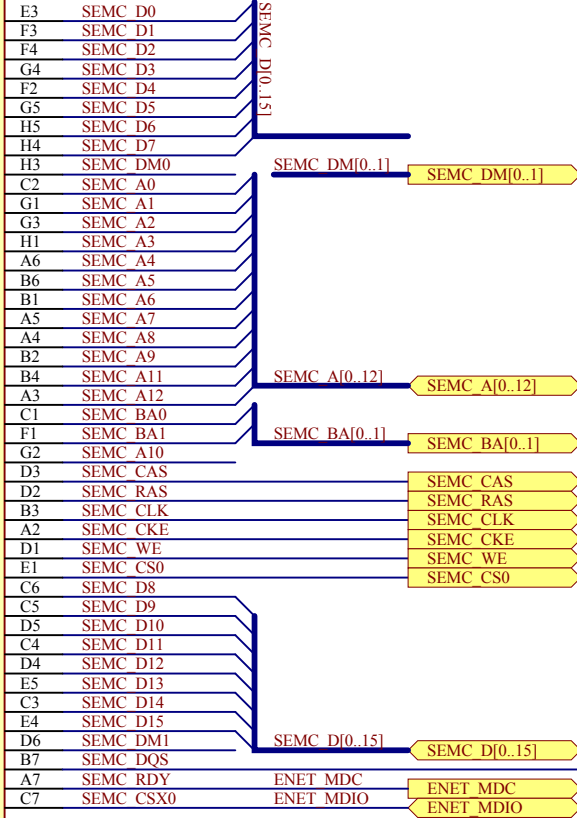 E3 SEMC_D0
F3 SEMC_D1
F4 SEMC_D2
G4 SEMC_D3
F2 SEMC_D4
G5 SEMC_D5
H5 SEMC_D6
H4 SEMC_D7
SEMC_D[0..15]
H3 SEMC_DM0 SEMC_DM[0..1] SEMC_DM[0..1]
C2 SEMC_A0
G1 SEMC_A1
G3 SEMC_A2
H1 SEMC_A3
A6 SEMC_A4
B6 SEMC_A5
B1 SEMC_A6
A5 SEMC_A7
A4 SEMC_A8
B2 SEMC_A9
B4 SEMC_A11 SEMC_A[0..12] SEMC_A[0..12]
A3 SEMC_A12
C1 SEMC_BA0
F1 SEMC_BA1 SEMC_BA[0..1] SEMC_BA[0..1]
G2 SEMC_A10
D3 SEMC_CAS SEMC_CAS
D2 SEMC_RAS SEMC_RAS
B3 SEMC_CLK SEMC_CLK
A2 SEMC_CKE SEMC_CKE
D1 SEMC_WE SEMC_WE
E1 SEMC_CS0 SEMC_CS0
C6 SEMC_D8
C5 SEMC_D9
D5 SEMC_D10
C4 SEMC_D11
D4 SEMC_D12
E5 SEMC_D13
C3 SEMC_D14
E4 SEMC_D15
D6 SEMC_DM1 SEMC_D[0..15] SEMC_D[0..15]
B7 SEMC_DQS
A7 SEMC_RDY ENET_MDC ENET_MDC
C7 SEMC_CSX0 ENET_MDIO ENET_MDIO